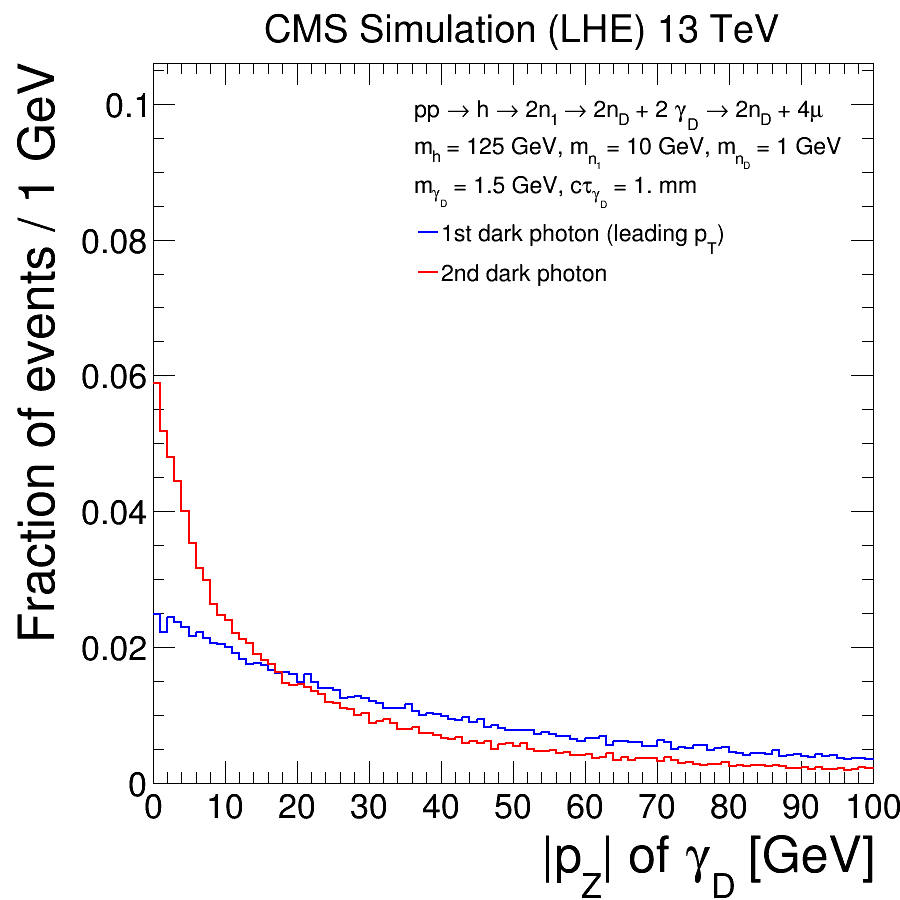 CMS Simulation (LHE) 13 TeV
Fraction of events / 1 GeV
0.1
0.08
0.06
0.04
0.02
0
pp → h → 2n₁ → 2n_D + 2 γ_D → 2n_D + 4μ
m_h = 125 GeV, m_n₁ = 10 GeV, m_n_D = 1 GeV
m_γ_D = 1.5 GeV, cτ_γ_D = 1. mm
1st dark photon (leading p_T)
2nd dark photon
0 10 20 30 40 50 60 70 80 90 100
|p_Z| of γ_D [GeV]